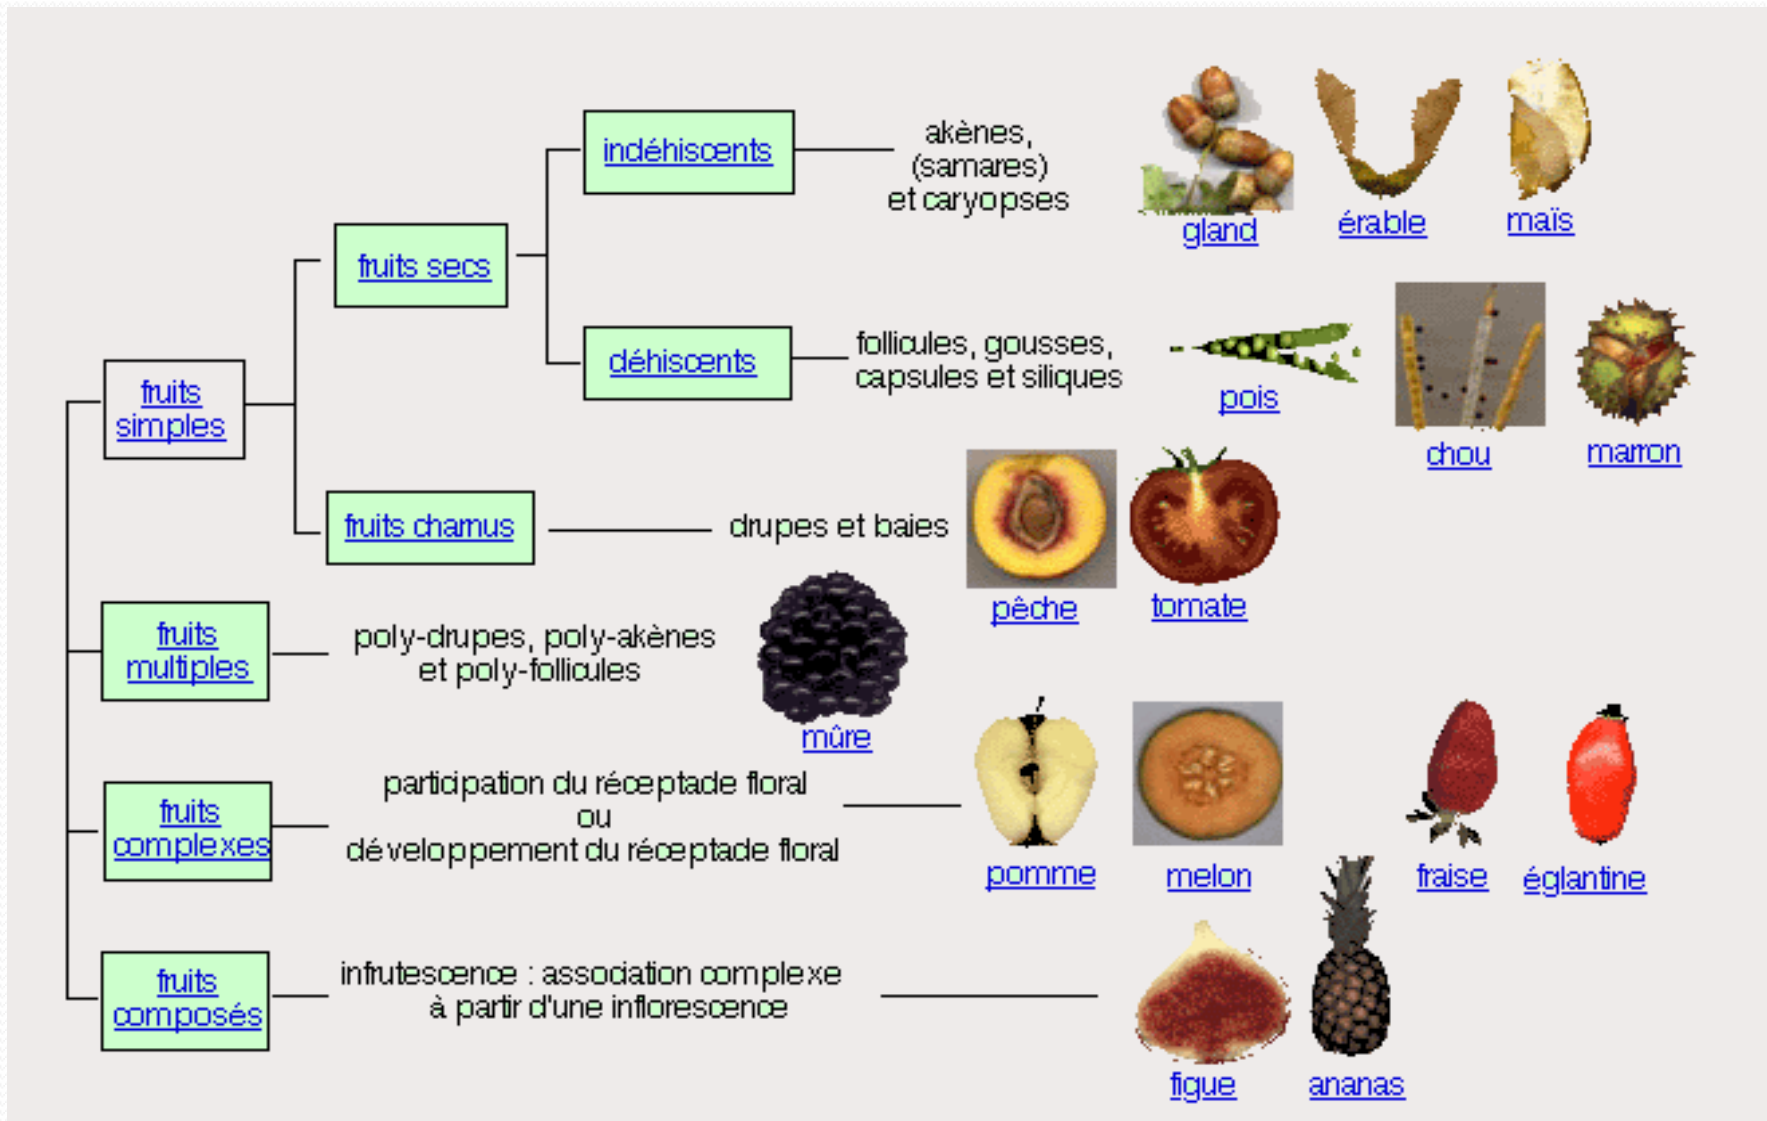 indéhiscents
akènes,
(samares)
et caryopses
gland
érable
maïs
fruits secs
déhiscents
follicules, gousses,
capsules et siliques
pois
chou
marron
fruits
simples
fruits charnus
drupes et baies
pêche
tomate
fruits
multiples
poly-drupes, poly-akènes
et poly-follicules
mûre
fruits
complexes
participation du réceptacle floral
ou
développement du réceptacle floral
pomme
melon
fraise
églantine
fruits
composés
infrutescence : association complexe
à partir d'une inflorescence
figue
ananas